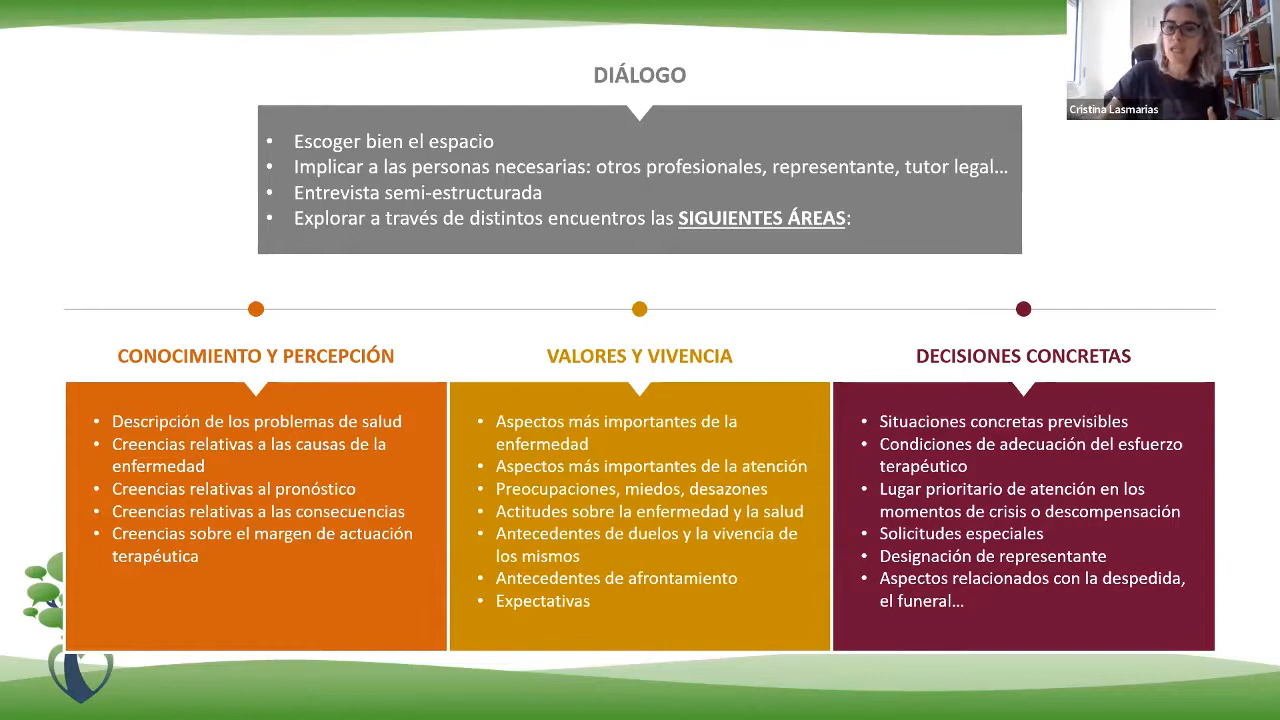 DIÁLOGO
• Escoger bien el espacio
• Implicar a las personas necesarias: otros profesionales, representante, tutor legal...
• Entrevista semi-estructurada
• Explorar a través de distintos encuentros las SIGUIENTES ÁREAS:
Cristina Lasmarias
CONOCIMIENTO Y PERCEPCIÓN
• Descripción de los problemas de salud
• Creencias relativas a las causas de la
enfermedad
• Creencias relativas al pronóstico
• Creencias relativas a las consecuencias
• Creencias sobre el margen de actuación
terapéutica
VALORES Y VIVENCIA
• Aspectos más importantes de la
enfermedad
• Aspectos más importantes de la atención
• Preocupaciones, miedos, desazones
• Actitudes sobre la enfermedad y la salud
• Antecedentes de duelos y la vivencia de
los mismos
• Antecedentes de afrontamiento
• Expectativas
DECISIONES CONCRETAS
• Situaciones concretas previsibles
• Condiciones de adecuación del esfuerzo
terapéutico
• Lugar prioritario de atención en los
momentos de crisis o descompensación
• Solicitudes especiales
• Designación de representante
• Aspectos relacionados con la despedida,
el funeral...